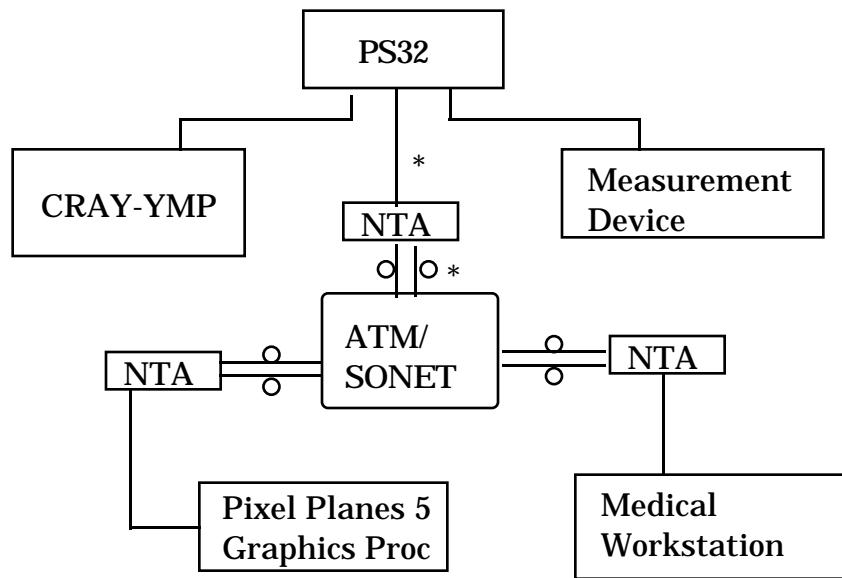 PS32
CRAY-YMP
*
Measurement
Device
NTA
*
ATM/
SONET
NTA
NTA
Pixel Planes 5
Graphics Proc
Medical
Workstation